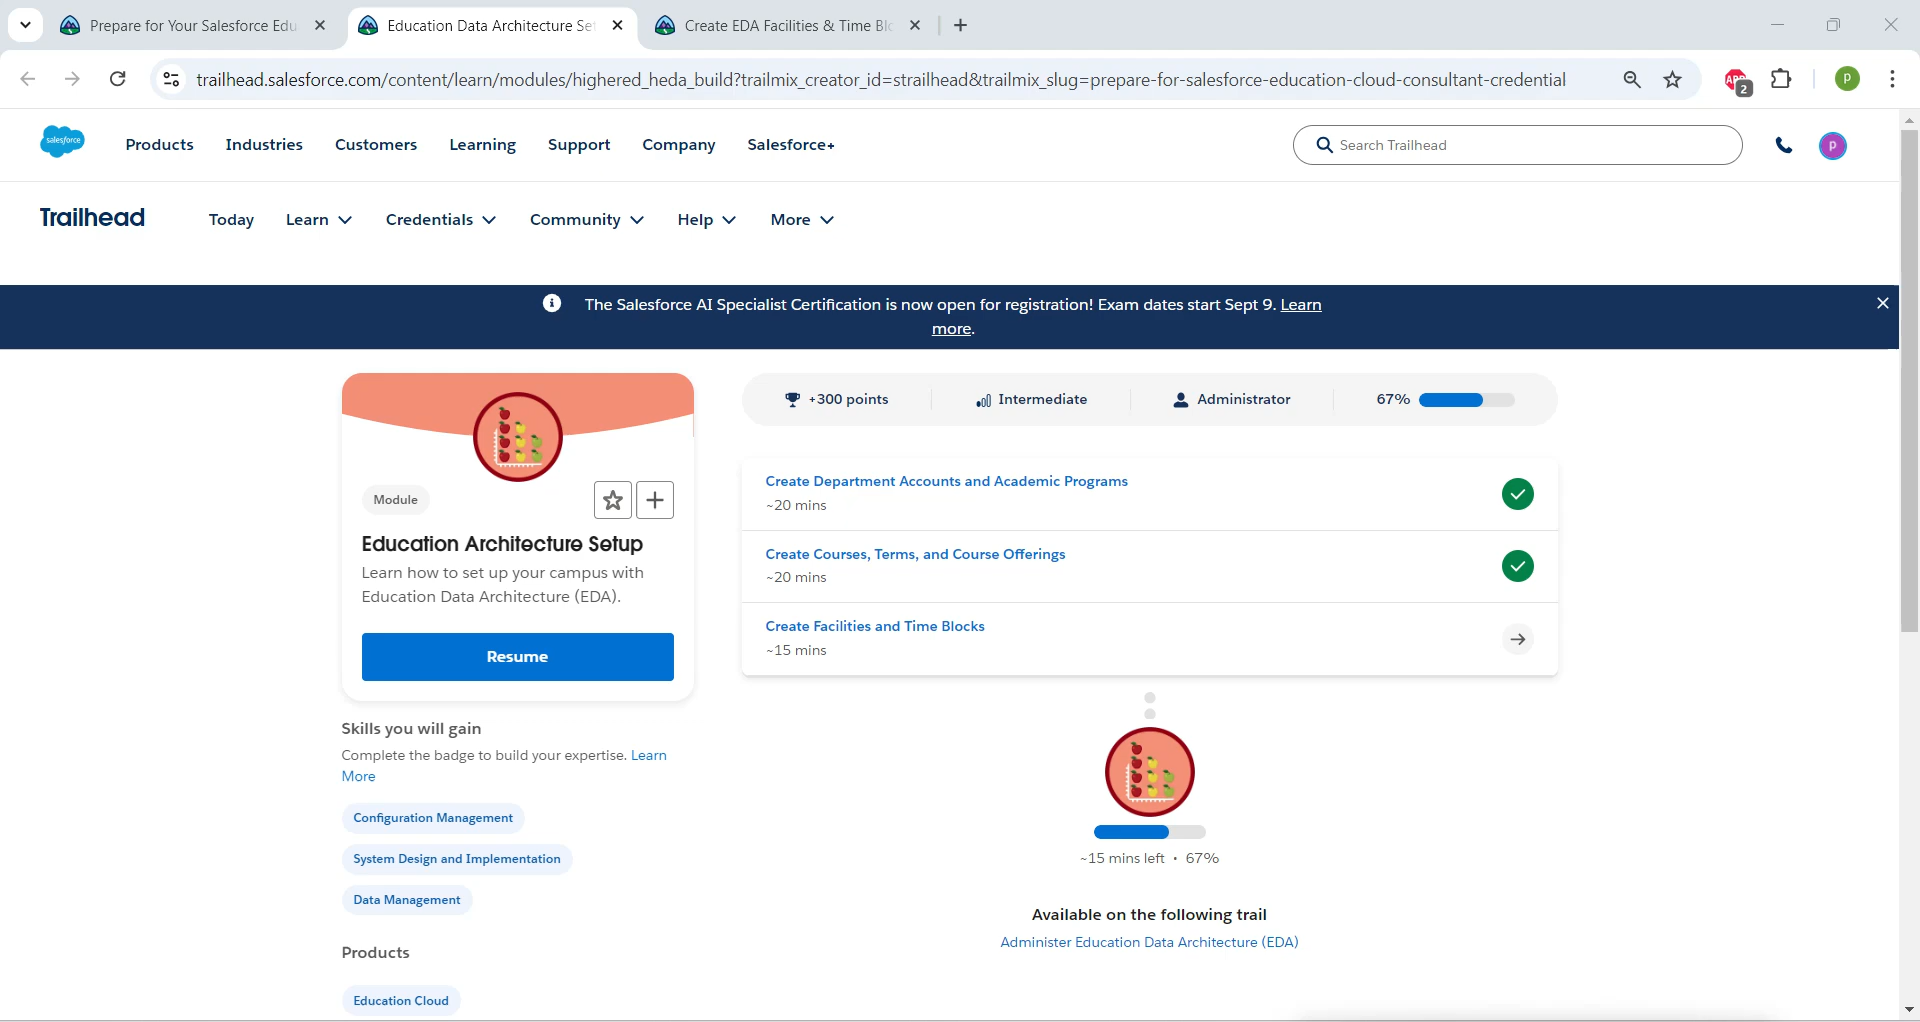 Prepare for Your Salesforce Edu
Education Data Architecture Set
Create EDA Facilities & Time Blo
trailhead.salesforce.com/content/learn/modules/highered_heda_build?trailmix_creator_id=strailhead&trailmix_slug=prepare-for-salesforce-education-cloud-consultant-credential
ABP
2
P
salesforce
Products
Industries
Customers
Learning
Support
Company
Salesforce+
Search Trailhead
P
Trailhead
Today
Learn
Credentials
Community
Help
More
The Salesforce AI Specialist Certification is now open for registration! Exam dates start Sept 9. Learn
more.
+300 points
Intermediate
Administrator
67%
Module
Education Architecture Setup
Learn how to set up your campus with
Education Data Architecture (EDA).
Resume
Create Department Accounts and Academic Programs
~20 mins
Create Courses, Terms, and Course Offerings
~20 mins
Create Facilities and Time Blocks
~15 mins
Skills you will gain
Complete the badge to build your expertise. Learn
More
Configuration Management
System Design and Implementation
Data Management
Products
Education Cloud
~15 mins left • 67%
Available on the following trail
Administer Education Data Architecture (EDA)